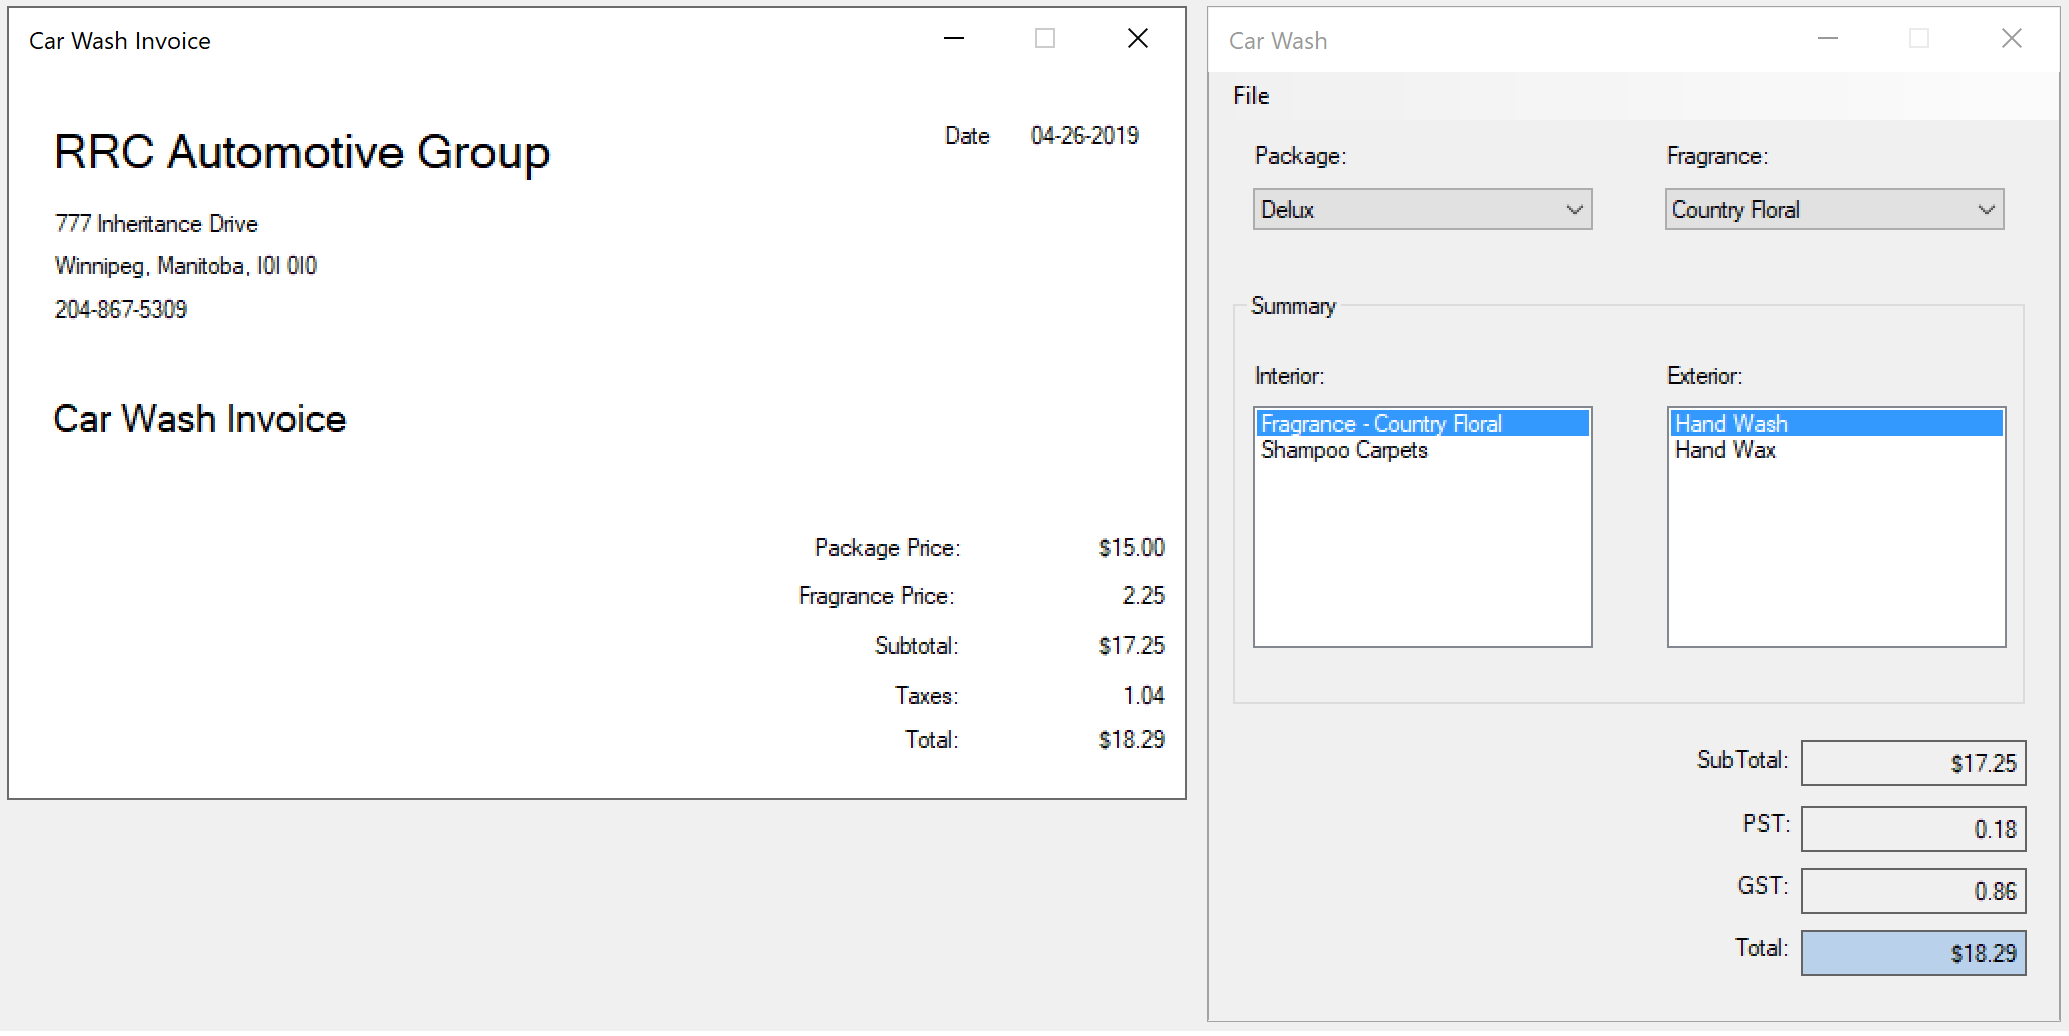 Car Wash Invoice
RRC Automotive Group
Date 04-26-2019
777 Inheritance Drive
Winnipeg, Manitoba, I0I 0I0
204-867-5309
Car Wash Invoice
Package Price: $15.00
Fragrance Price: 2.25
Subtotal: $17.25
Taxes: 1.04
Total: $18.29
Car Wash
File
Package: Fragrance:
Delux Country Floral
Summary
Interior: Exterior:
Fragrance - Country Floral Hand Wash
Shampoo Carpets Hand Wax
SubTotal: $17.25
PST: 0.18
GST: 0.86
Total: $18.29